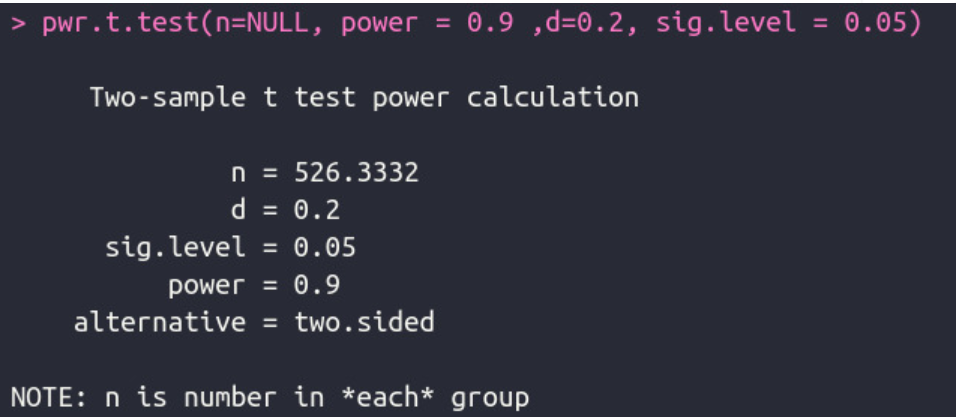 > pwr.t.test(n=NULL, power = 0.9 ,d=0.2, sig.level = 0.05)
Two-sample t test power calculation
n = 526.3332
d = 0.2
sig.level = 0.05
power = 0.9
alternative = two.sided
NOTE: n is number in *each* group